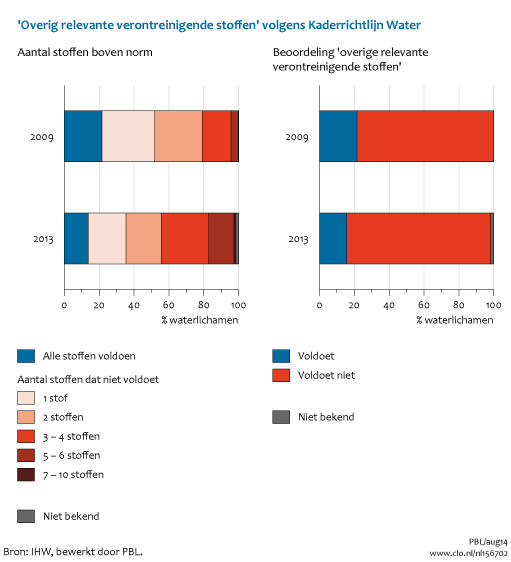 'Overig relevante verontreinigende stoffen' volgens Kaderrichtlijn Water
Aantal stoffen boven norm
2009
2013
0 20 40 60 80 100
% waterlichamen
Alle stoffen voldoen
Aantal stoffen dat niet voldoet
1 stof
2 stoffen
3 – 4 stoffen
5 – 6 stoffen
7 – 10 stoffen
Niet bekend
Beoordeling 'overige relevante
verontreinigende stoffen'
2009
2013
0 20 40 60 80 100
% waterlichamen
Voldoet
Voldoet niet
Niet bekend
Bron: IHW, bewerkt door PBL.
PBL/aug14
www.clo.nl/nl156702